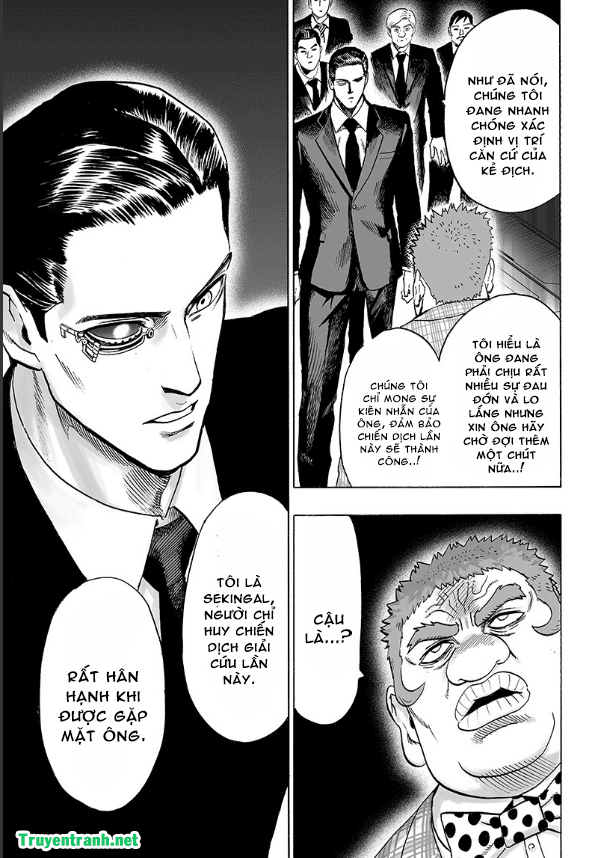 NHƯ ĐÃ NÓI,
CHÚNG TÔI
ĐANG NHANH
CHÓNG XÁC
ĐỊNH VỊ TRÍ
CĂN CỨ CỦA
KẺ ĐỊCH.
TÔI HIỂU LÀ
ÔNG ĐANG
PHẢI CHỊU RẤT
NHIỀU SỰ ĐAU
ĐỚN VÀ LO
LẮNG NHƯNG
XIN ÔNG HÃY
CHỜ ĐỢI THÊM
MỘT CHÚT
NỮA..!
CHÚNG TÔI
CHỈ MONG SỰ
KIÊN NHẪN CỦA
ÔNG, ĐẢM BẢO
CHIẾN DỊCH LẦN
NÀY SẼ THÀNH
CÔNG..!
CẬU
LÀ...?
TÔI LÀ
SEKINGAL,
NGƯỜI CHỈ
HUY CHIẾN
DỊCH GIẢI
CỨU LẦN
NÀY.
RẤT HÂN
HẠNH KHI
ĐƯỢC GẶP
MẶT ÔNG.
Truyentranh.net